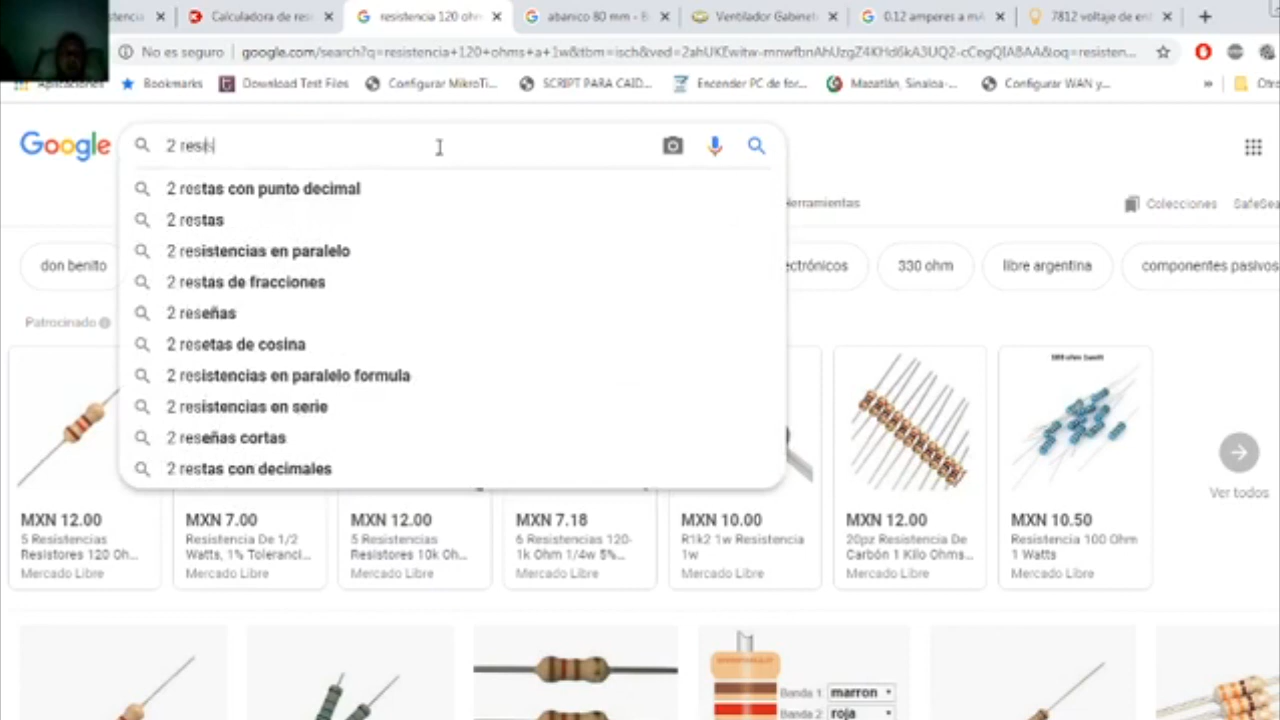 stencia
Calculadora de res
resistencia 120 ohm
abanico 80 mm - B
Ventilador Gabinet
0.12 amperes a mA
7812 voltaje de ent
No es seguro
google.com/search?q=resistencia+120+ohms+a+1w&tbm=isch&ved=
Aplicaciones
Bookmarks
Download Test Files
Configurar MikroTi...
SCRIPT PARA CAID...
Encender PC de for...
Mazatlán, Sinaloa-...
Configurar WAN y...
»
Otro
Google
2 resis
2 restas con punto decimal
2 restas
2 resistencias en paralelo
2 restas de fracciones
2 reseñas
2 resetas de cosina
2 resistencias en paralelo formula
2 resistencias en serie
2 reseñas cortas
2 restas con decimales
Herramientas
Colecciones
SafeSea
don benito
ectrónicos
330 ohm
libre argentina
componentes pasivos
Patrocinado
Ver todos
MXN 12.00
5 Resistencias
Resistores 120 Oh...
Mercado Libre
MXN 7.00
Resistencia De 1/2
Watts, 1% Toleranci...
Mercado Libre
MXN 12.00
5 Resistencias
Resistores 10k Oh...
Mercado Libre
MXN 7.18
6 Resistencias 120-
1k Ohm 1/4w 5%...
Mercado Libre
MXN 10.00
R1k2 1w Resistencia
1w
Mercado Libre
MXN 12.00
20pz Resistencia De
Carbón 1 Kilo Ohms...
Mercado Libre
MXN 10.50
Resistencia 100 Ohm
1 Watts
Mercado Libre
Banda 1: marron
Banda 2: roja